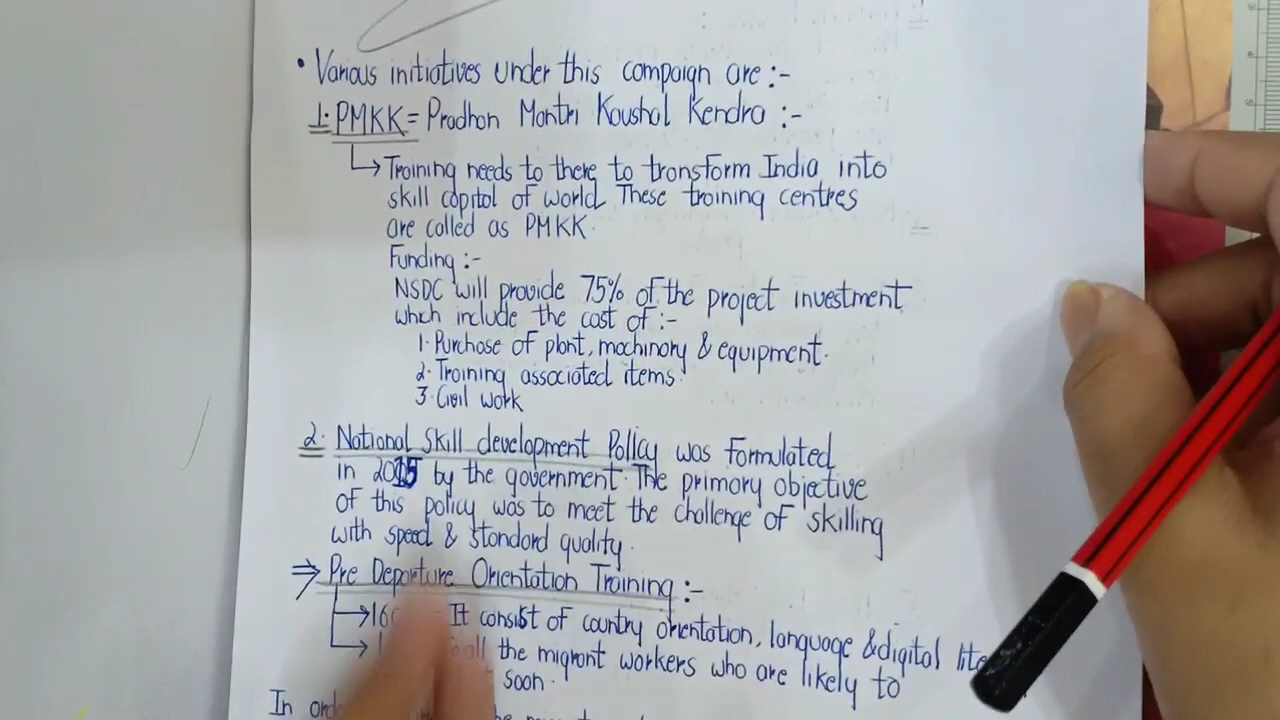 • Various initiatives under this campaign are :-
1. PMKK = Pradhan Mantri Kaushal Kendra :-
↳ Training needs to there to transform India into
skill capital of world. These training centres
are called as PMKK.
Funding :-
NSDC will provide 75% of the project investment
which include the cost of :-
1. Purchase of plant, machinary & equipment.
2. Training associated items.
3. Civil work
2. National Skill development Policy was formulated
in 2015 by the government. The primary objective
of this policy was to meet the challenge of skilling
with speed & standard quality.
⇒ Pre Departure Orientation Training :-
→ It consist of country orientation, language & digital
→ the migrant workers who are likely to
soon.
In